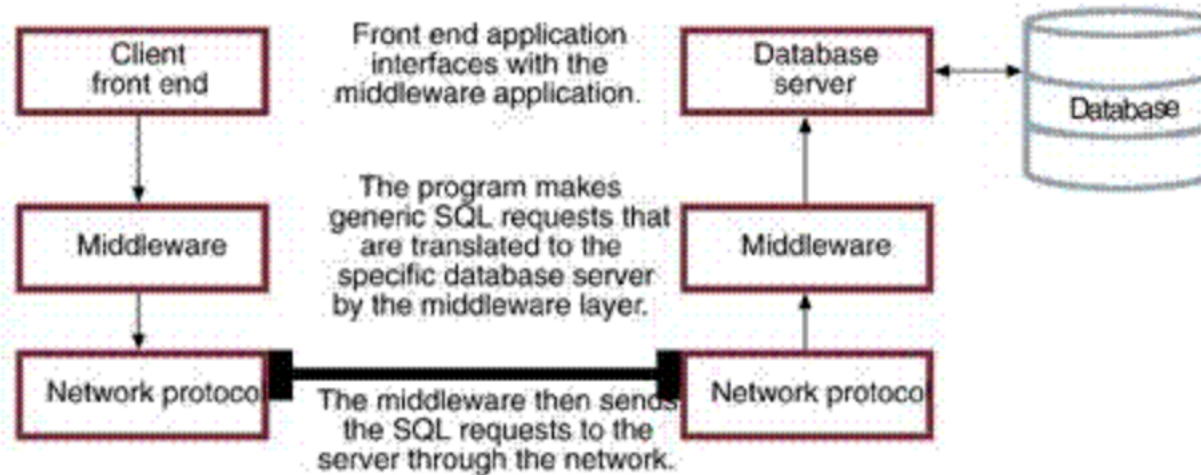 Client
front end
Front end application
interfaces with the
middleware application.
Database
server
Database
Middleware
The program makes
generic SQL requests that
are translated to the
specific database server
by the middleware layer.
Middleware
Network protoco
The middleware then sends
the SQL requests to the
server through the network.
Network protoco